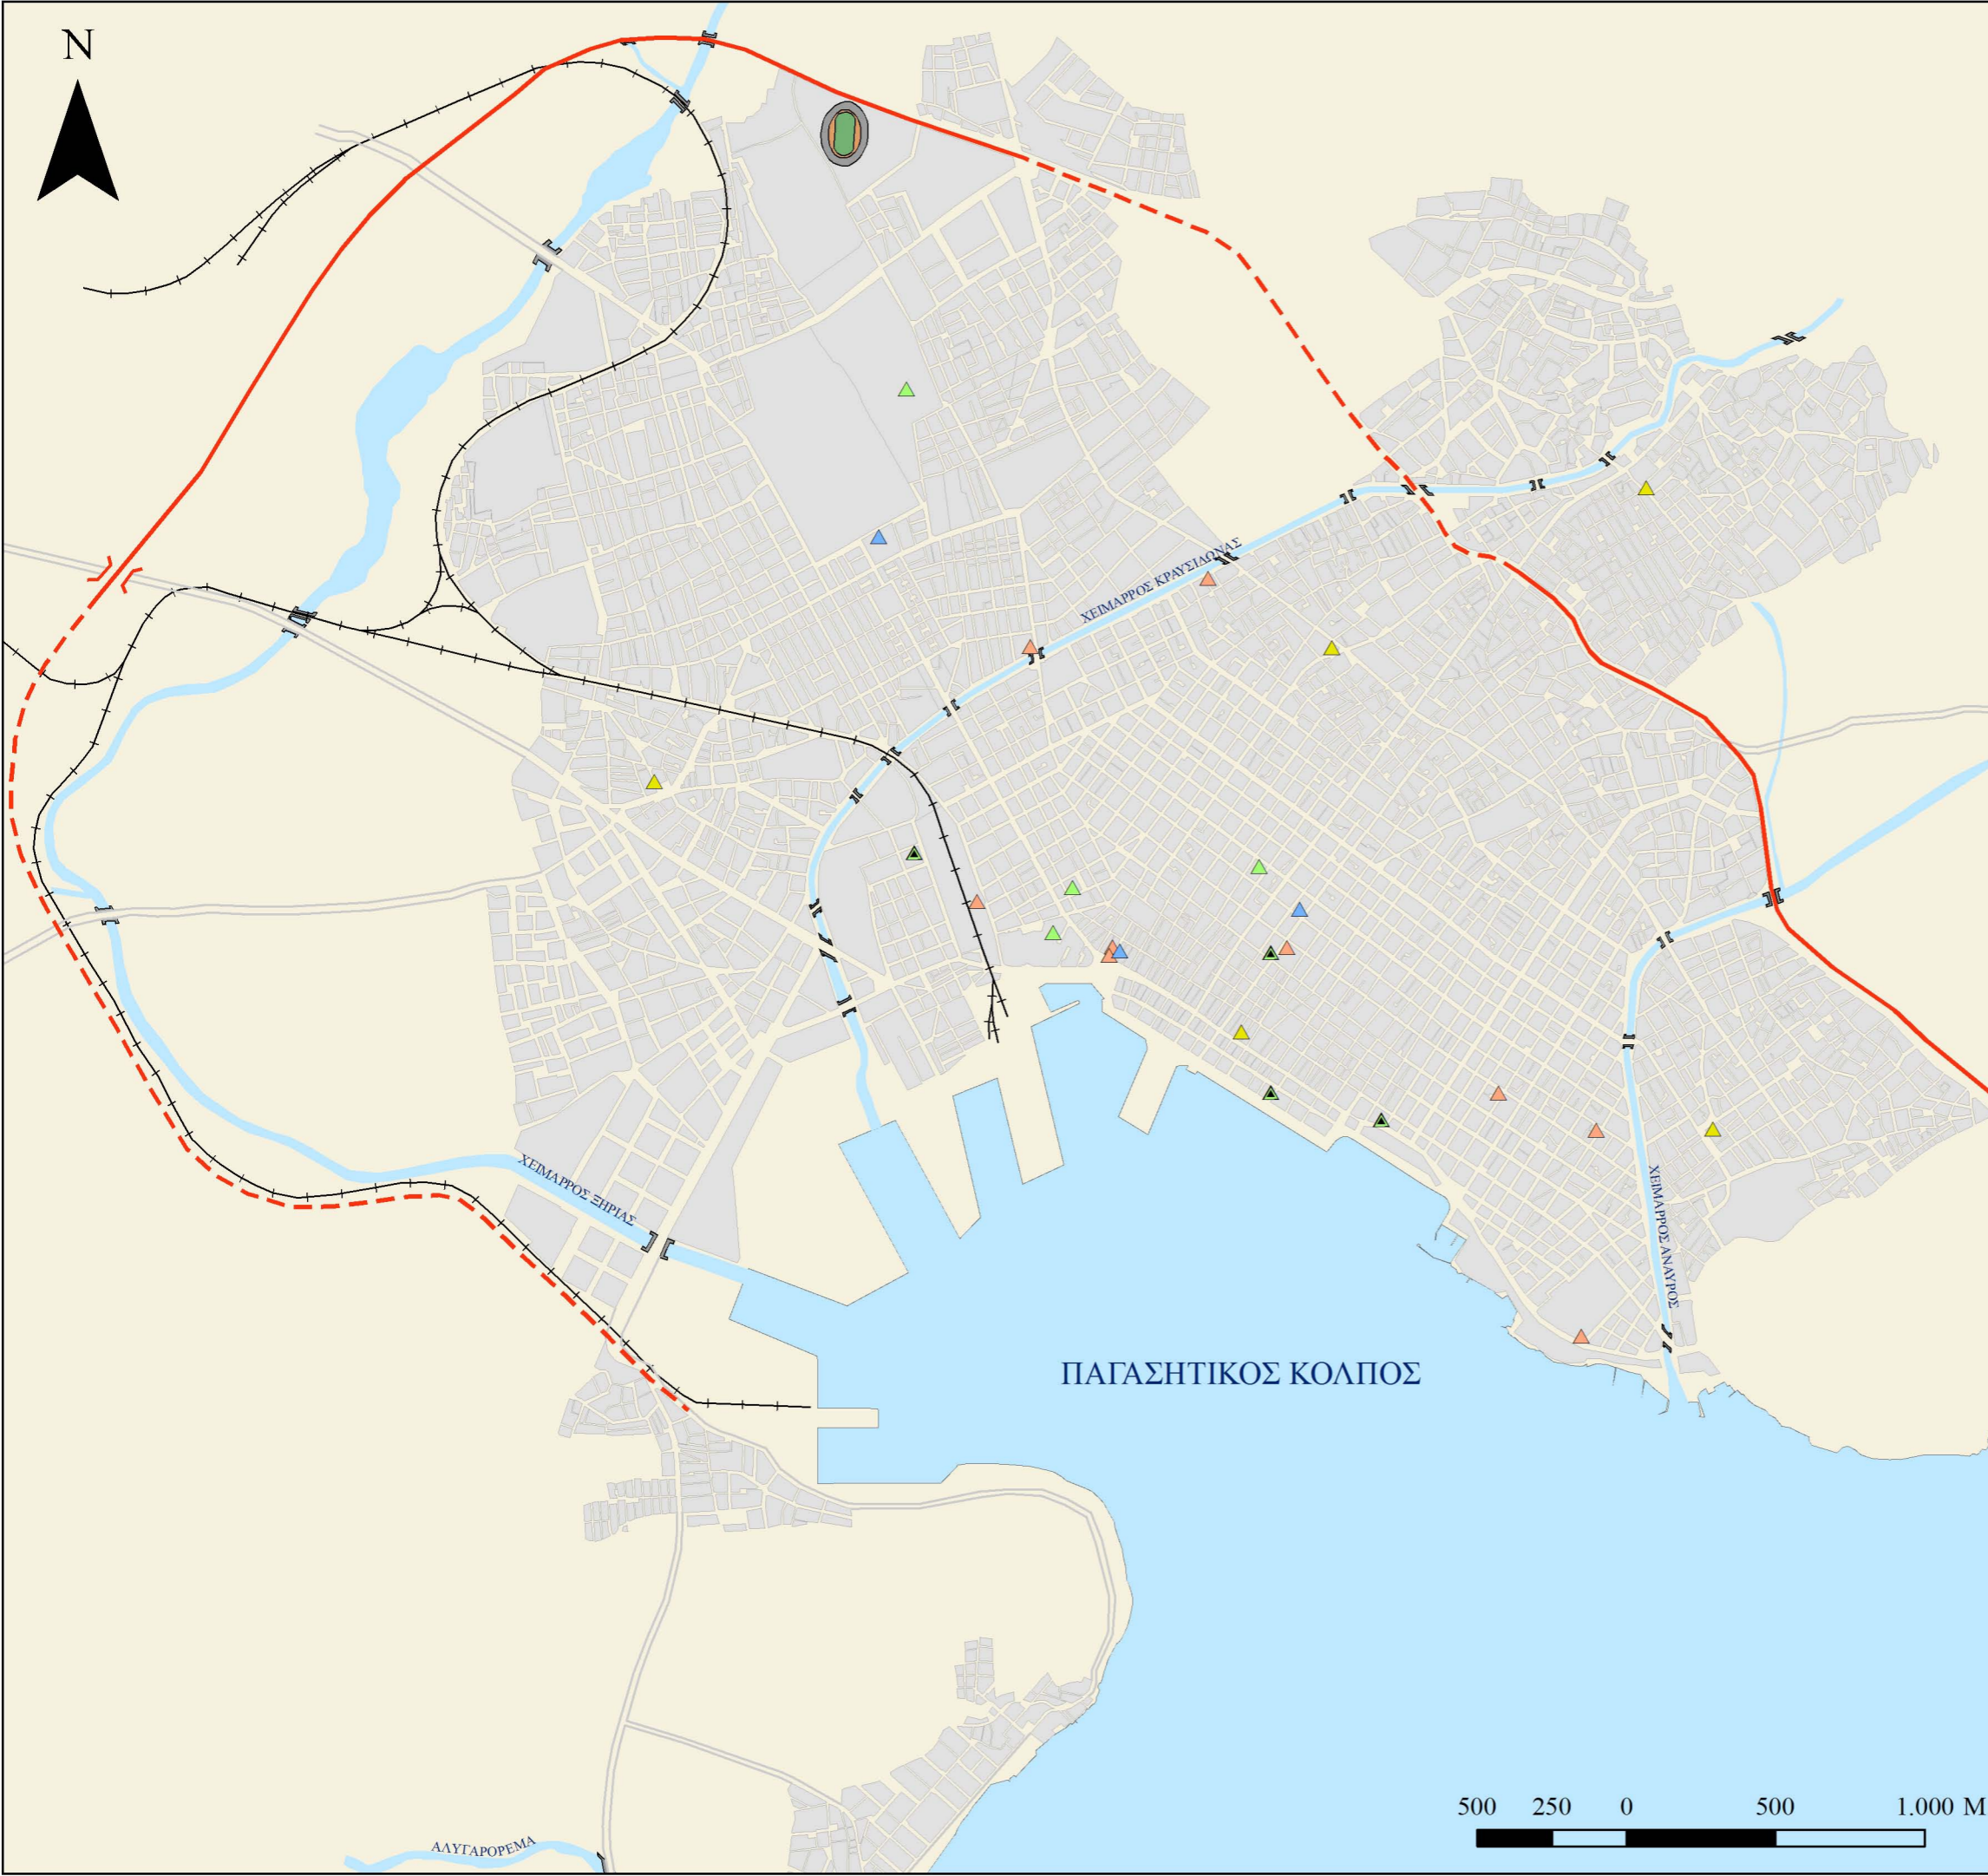 N
ΧΕΙΜΑΡΡΟΣ ΚΡΑΥΣΙΔΩΝΑΣ
ΧΕΙΜΑΡΡΟΣ ΞΗΡΙΑΣ
ΧΕΙΜΑΡΡΟΣ ΑΝΑΥΡΟΣ
ΠΑΓΑΣΗΤΙΚΟΣ ΚΟΛΠΟΣ
500 250 0 500 1.000 Μ
ΑΛΥΓΑΡΟΡΕΜΑ